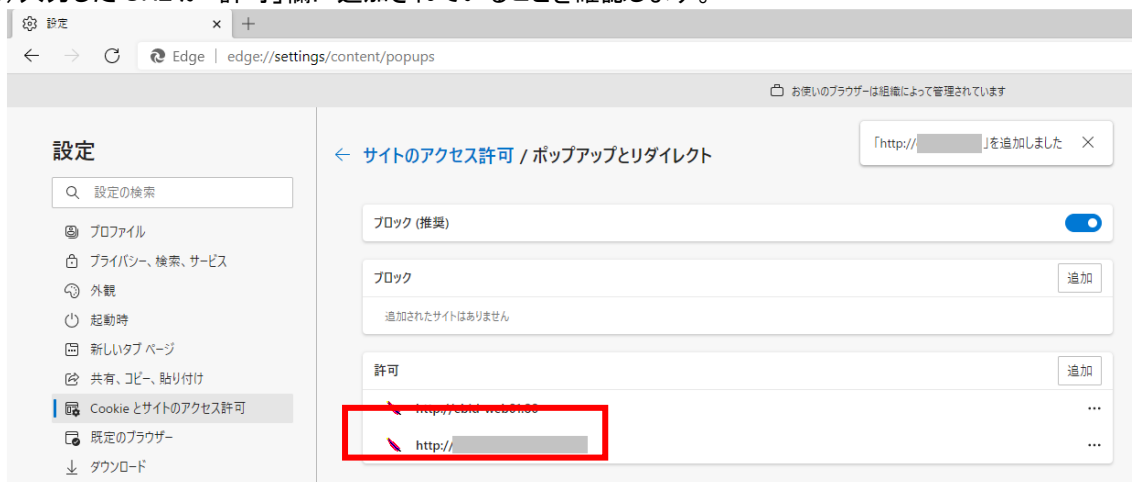 入力した URL が「許可」欄に追加されていることを確認します。
設定
Edge | edge://settings/content/popups
お使いのブラウザーは組織によって管理されています
設定
設定の検索
プロファイル
プライバシー、検索、サービス
外観
起動時
新しいタブ ページ
共有、コピー、貼り付け
Cookie とサイトのアクセス許可
既定のブラウザー
ダウンロード
サイトのアクセス許可 / ポップアップとリダイレクト
「http:// 」を追加しました
ブロック (推奨)
ブロック
追加
追加されたサイトはありません
許可
追加
http://